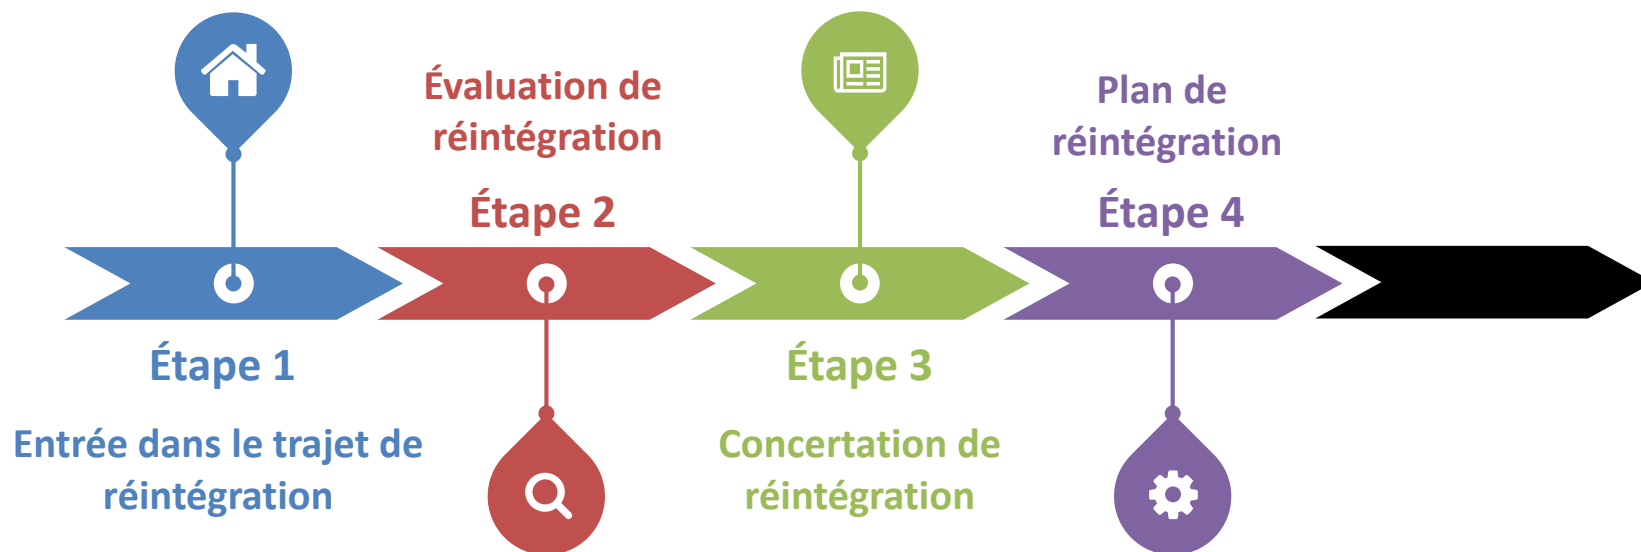 Étape 1
Entrée dans le trajet de
réintégration
Évaluation de
réintégration
Étape 2
Étape 3
Concertation de
réintégration
Plan de
réintégration
Étape 4